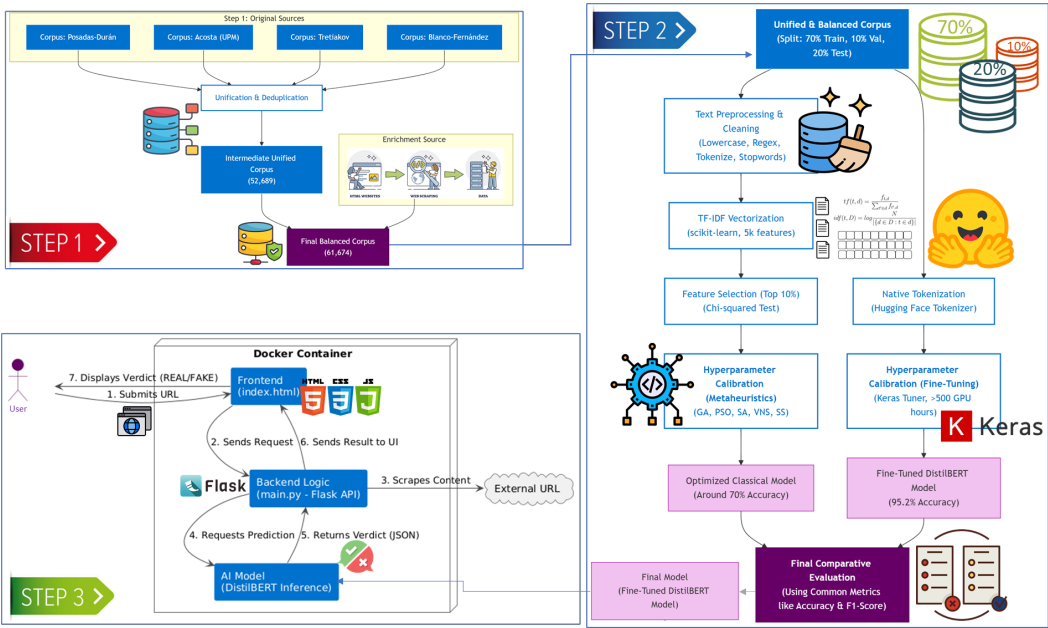 Step 1: Original Sources
Corpus: Posadas-Durán
Corpus: Acosta (UPM)
Corpus: Tretiakov
Corpus: Blanco-Fernández
Unification & Deduplication
Intermediate Unified
Corpus
(52,689)
Enrichment Source
HTML WEBSITES
WEB SCRAPING
DATA
Final Balanced Corpus
(61,674)
STEP 1
STEP 2
Unified & Balanced Corpus
(Split: 70% Train, 10% Val,
20% Test)
70%
10%
20%
Text Preprocessing &
Cleaning
(Lowercase, Regex,
Tokenize, Stopwords)
TF-IDF Vectorization
(scikit-learn, 5k features)
Feature Selection (Top 10%)
(Chi-squared Test)
Native Tokenization
(Hugging Face Tokenizer)
Hyperparameter
Calibration
(Metaheuristics)
(GA, PSO, SA, VNS, SS)
Hyperparameter
Calibration (Fine-Tuning)
(Keras Tuner, >500 GPU
hours)
K Keras
Optimized Classical Model
(Around 70% Accuracy)
Fine-Tuned DistilBERT
Model
(95.2% Accuracy)
Final Comparative
Evaluation
(Using Common Metrics
like Accuracy & F1-Score)
Final Model
(Fine-Tuned DistilBERT
Model)
Docker Container
User
7. Displays Verdict (REAL/FAKE)
1. Submits URL
Frontend
(index.html)
HTML
5
CSS
3
JS
2. Sends Request
6. Sends Result to UI
Flask
Backend Logic
(main.py - Flask API)
3. Scrapes Content
External URL
4. Requests Prediction
5. Returns Verdict (JSON)
AI Model
(DistilBERT Inference)
STEP 3